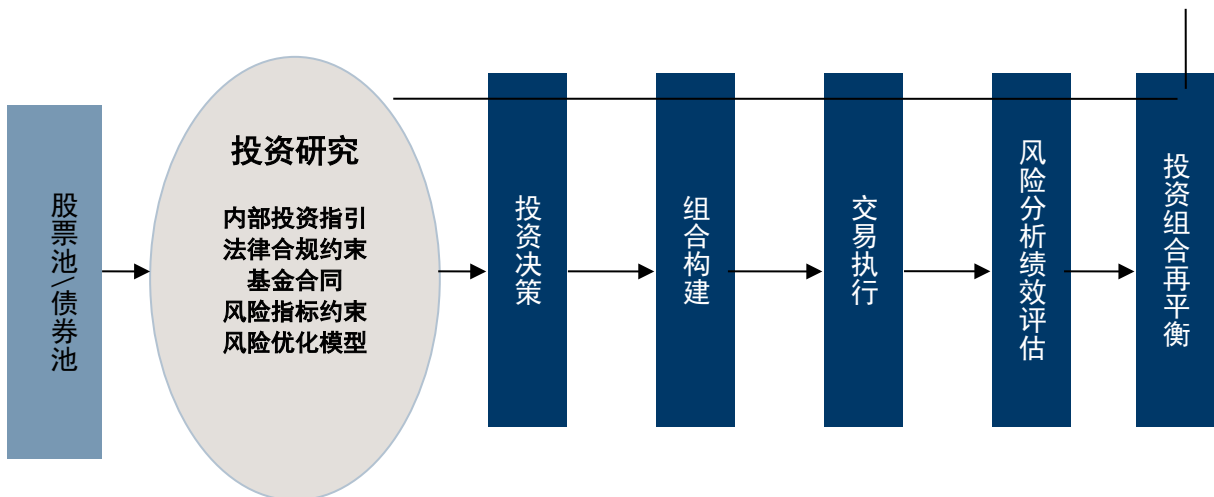 股票池\债券池
投资研究
内部投资指引
法律合规约束
基金合同
风险指标约束
风险优化模型
投资决策
组合构建
交易执行
风险分析绩效评估
投资组合再平衡